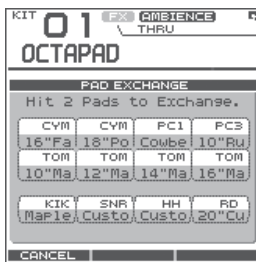 KIT 01 FX AMBIENCE
THRU
OCTAPAD
PAD EXCHANGE
Hit 2 Pads to Exchange.
CYM CYM PC1 PC3
16"Fa 18"Po Cowbe 10"Ru
TOM TOM TOM TOM
10"Ma 12"Ma 14"Ma 16"Ma
KIK SNR HH RD
Maple Custo Custo 20"Cu
CANCEL